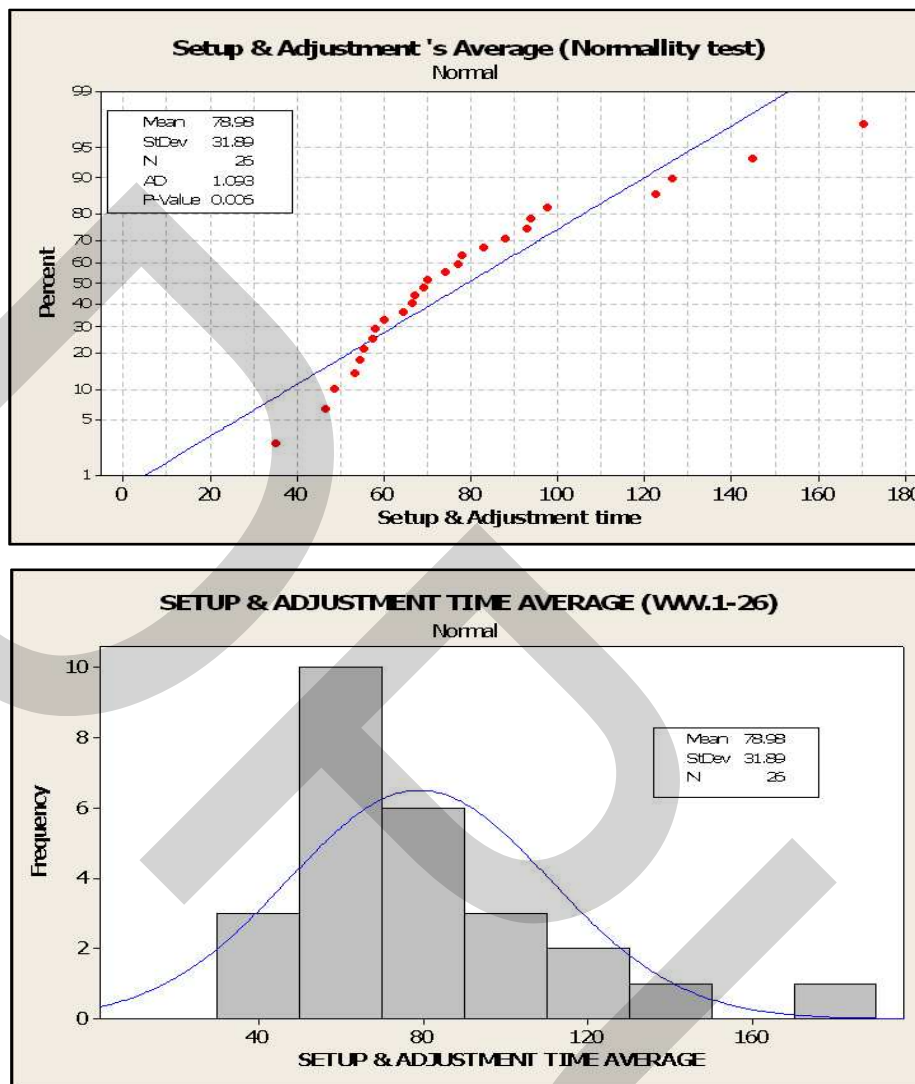 Setup & Adjustment 's Average (Normallity test)
Normal
Mean 78.98
StDev 31.89
N 26
AD 1.093
P-Value 0.006
99
95
90
80
70
60
50
40
30
20
10
5
1
Percent
0 20 40 60 80 100 120 140 160 180
Setup & Adjustment time
SETUP & ADJUSTMENT TIME AVERAGE (WW.1-26)
Normal
Mean 78.98
StDev 31.89
N 26
10
8
6
4
2
0
Frequency
40 80 120 160
SETUP & ADJUSTMENT TIME AVERAGE